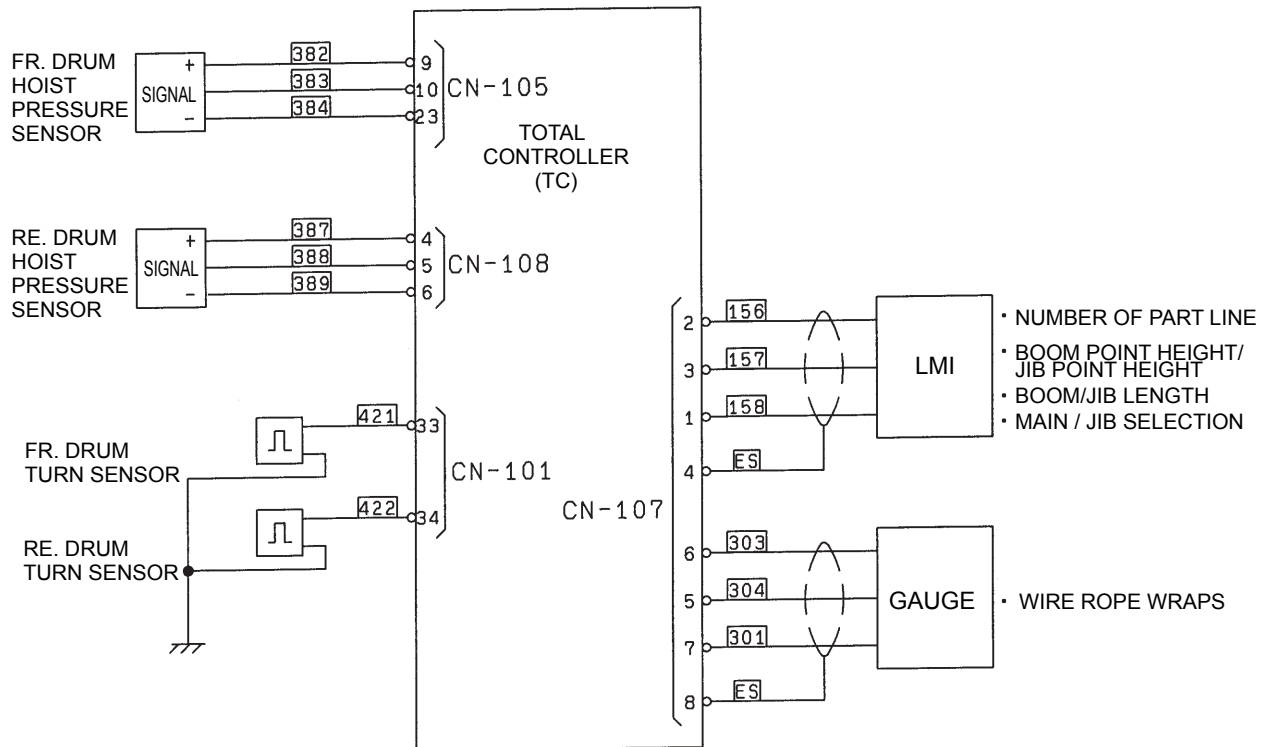 FR. DRUM
HOIST
PRESSURE
SENSOR
+
SIGNAL
−
382
383
384
9
10
23
CN-105
TOTAL
CONTROLLER
(TC)
RE. DRUM
HOIST
PRESSURE
SENSOR
+
SIGNAL
−
387
388
389
4
5
6
CN-108
FR. DRUM
TURN SENSOR
421
33
CN-101
RE. DRUM
TURN SENSOR
422
34
CN-107
2
156
3
157
1
158
4
ES
LMI
· NUMBER OF PART LINE
· BOOM POINT HEIGHT/
JIB POINT HEIGHT
· BOOM/JIB LENGTH
· MAIN / JIB SELECTION
6
303
5
304
7
301
8
ES
GAUGE
· WIRE ROPE WRAPS